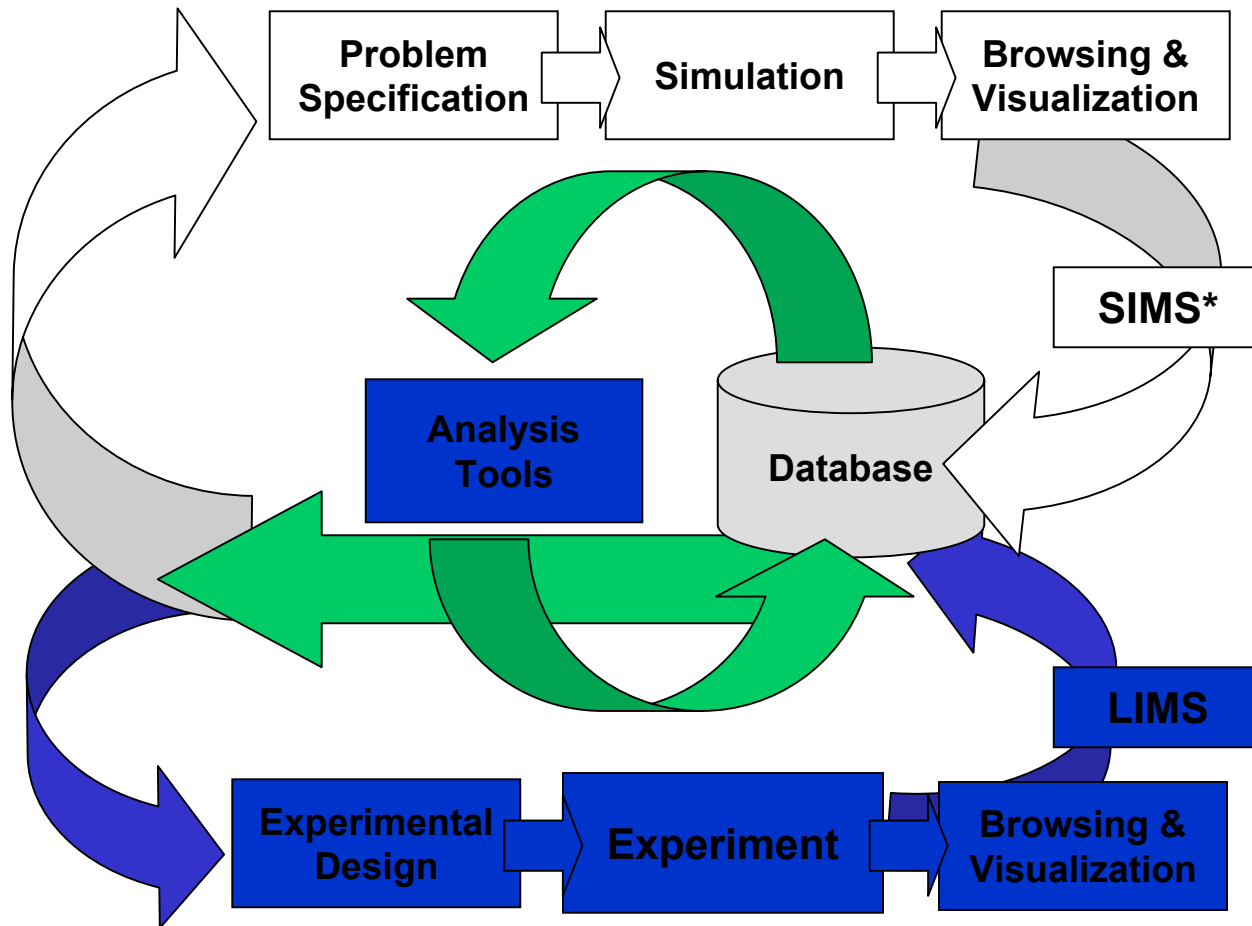 Problem
Specification
Simulation
Browsing &
Visualization
SIMS*
Analysis
Tools
Database
LIMS
Experimental
Design
Experiment
Browsing &
Visualization